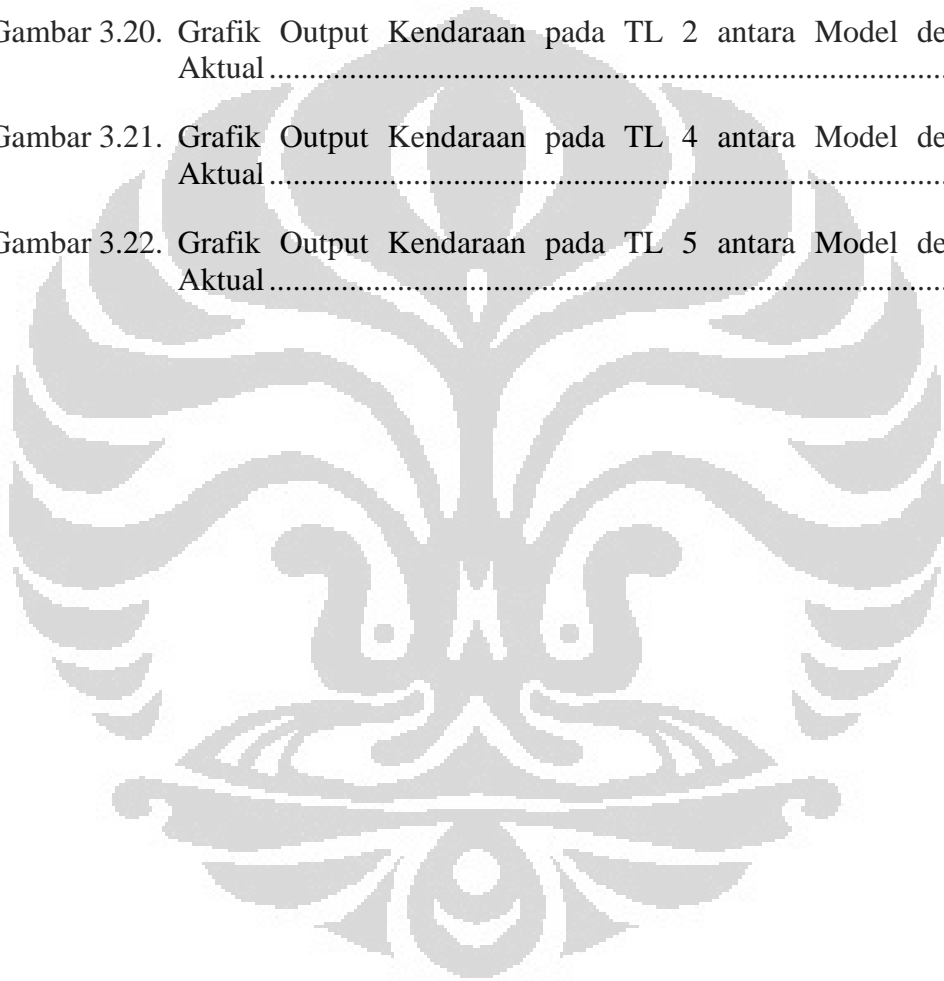 Gambar 3.20. Grafik Output Kendaraan pada TL 2 antara Model de
Aktual ....................................................................................................
Gambar 3.21. Grafik Output Kendaraan pada TL 4 antara Model de
Aktual ....................................................................................................
Gambar 3.22. Grafik Output Kendaraan pada TL 5 antara Model de
Aktual ....................................................................................................